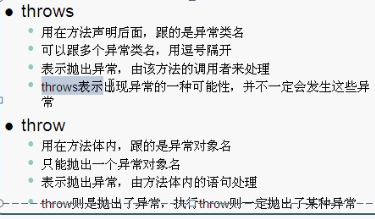 throws
用在方法声明后面，跟的是异常类名
可以跟多个异常类名，用逗号隔开
表示抛出异常，由该方法的调用者来处理
throws表示出现异常的一种可能性，并不一定会发生这些异
常
throw
用在方法体内，跟的是异常对象名
只能抛出一个异常对象名
表示抛出异常，由方法体内的语句处理
throw则是抛出了异常，执行throw则一定抛出了某种异常